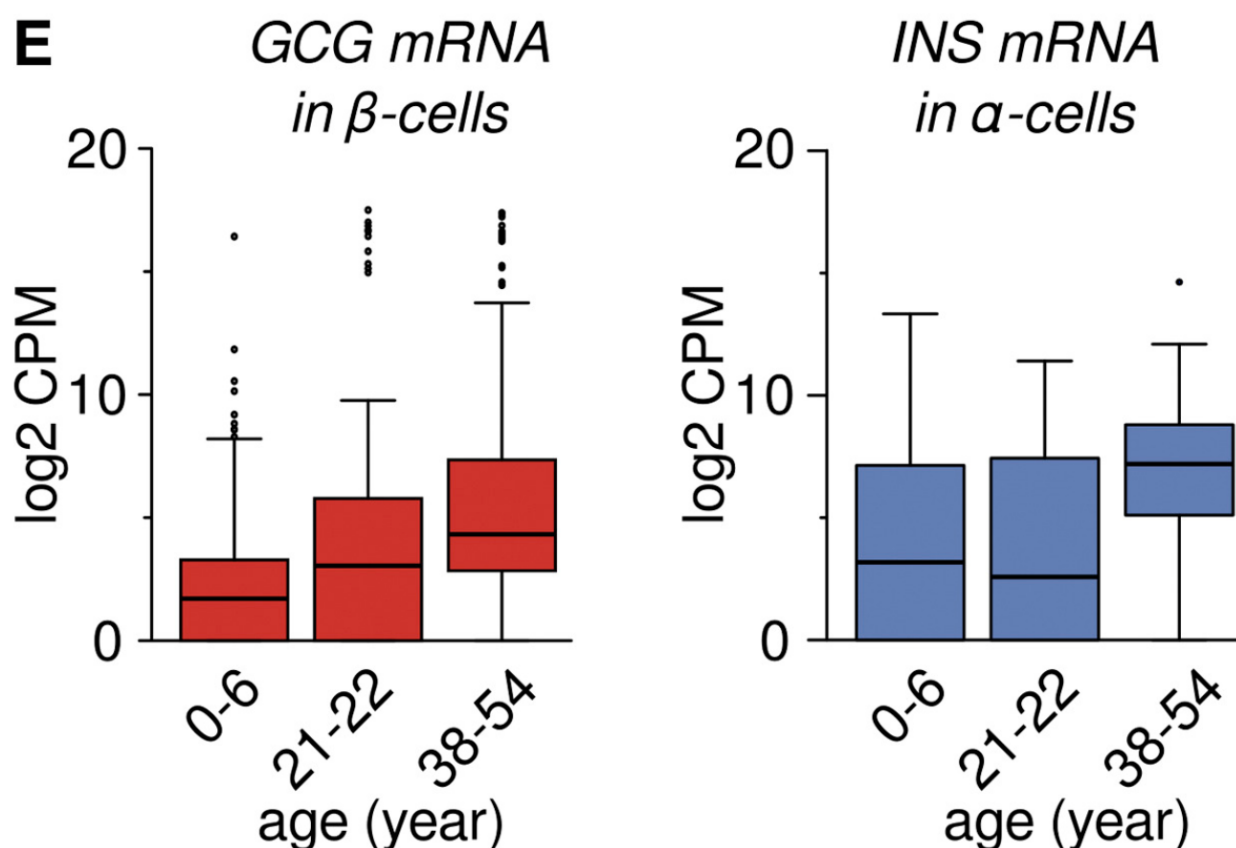 E
GCG mRNA
in β-cells
20
10
0
log2 CPM
0-6
21-22
38-54
age (year)
INS mRNA
in α-cells
20
10
0
log2 CPM
0-6
21-22
38-54
age (year)